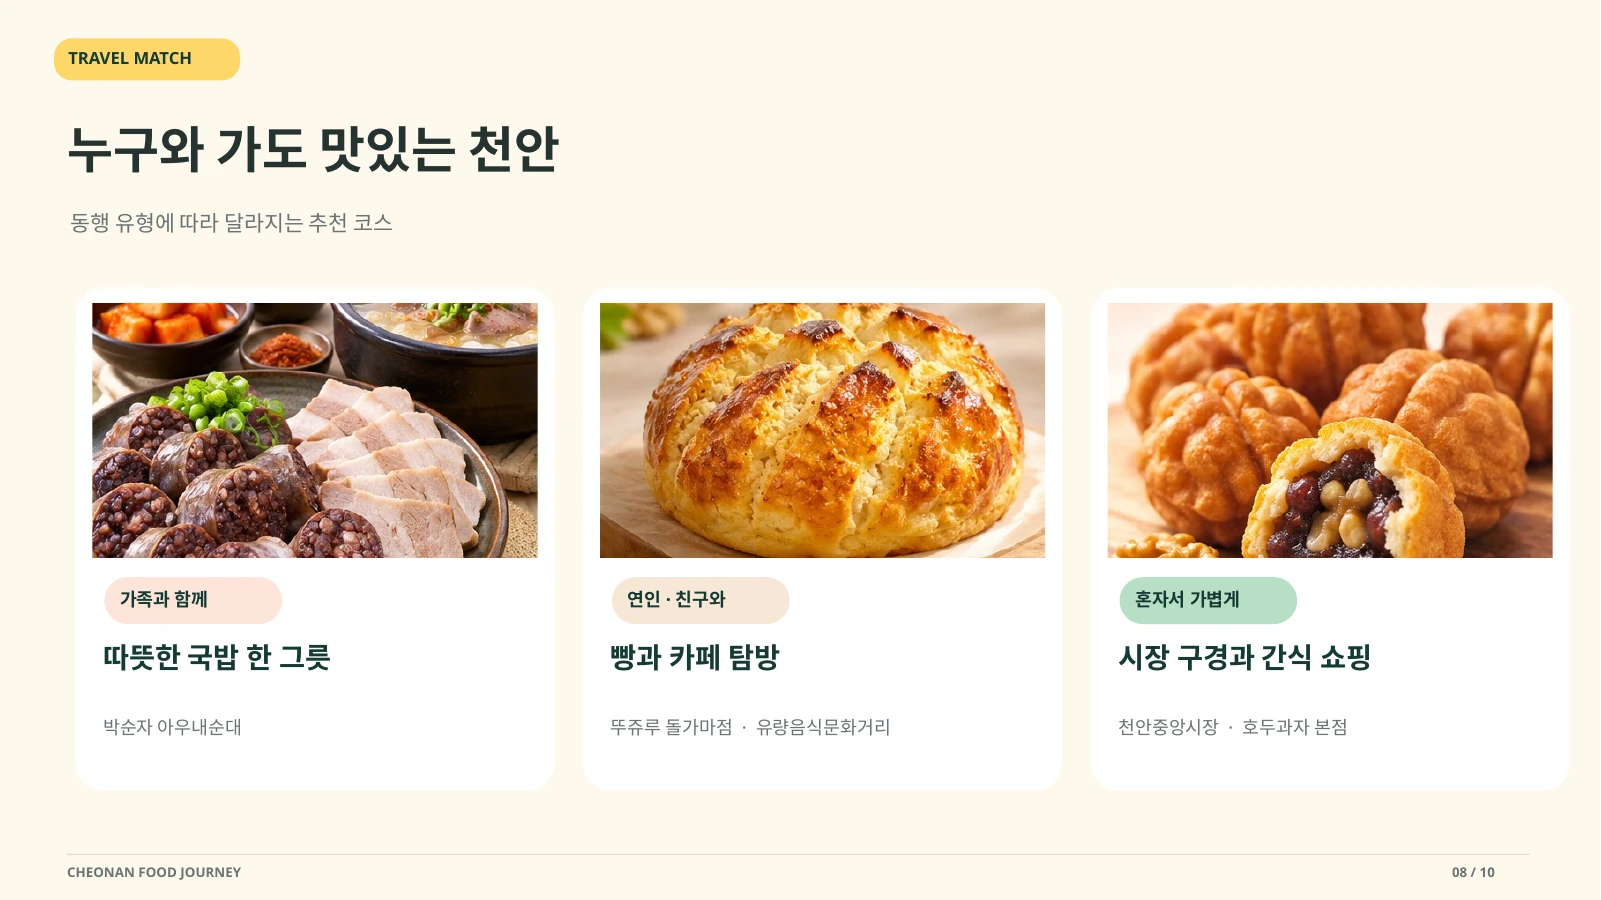 TRAVEL MATCH
누구와 가도 맛있는 천안
동행 유형에 따라 달라지는 추천 코스
가족과 함께
따뜻한 국밥 한 그릇
박순자 아우내순대
연인 · 친구와
빵과 카페 탐방
뚜쥬루 돌가마점 · 유량음식문화거리
혼자서 가볍게
시장 구경과 간식 쇼핑
천안중앙시장 · 호두과자 본점
CHEONAN FOOD JOURNEY
08 / 10